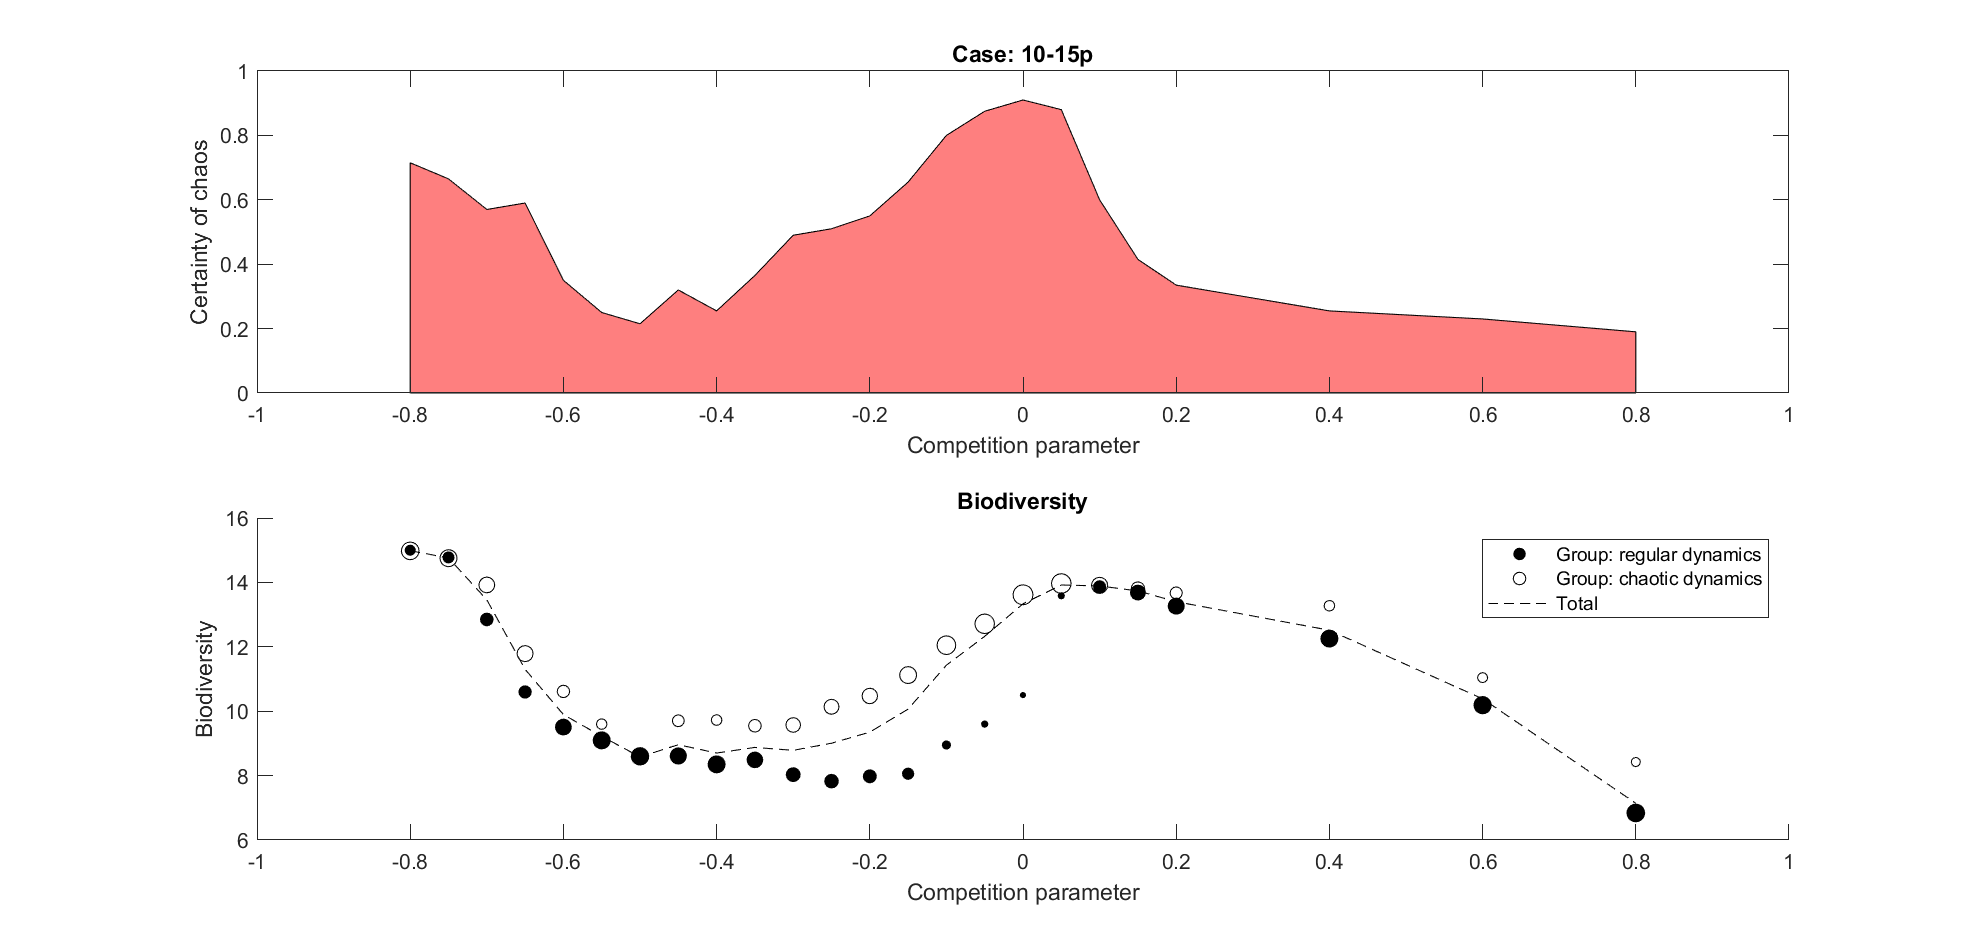 Case: 10-15p
1
0.8
0.6
0.4
0.2
0
Certainty of chaos
-1 -0.8 -0.6 -0.4 -0.2 0 0.2 0.4 0.6 0.8 1
Competition parameter
Biodiversity
16
14
12
10
8
6
Biodiversity
Group: regular dynamics
Group: chaotic dynamics
Total
-1 -0.8 -0.6 -0.4 -0.2 0 0.2 0.4 0.6 0.8 1
Competition parameter